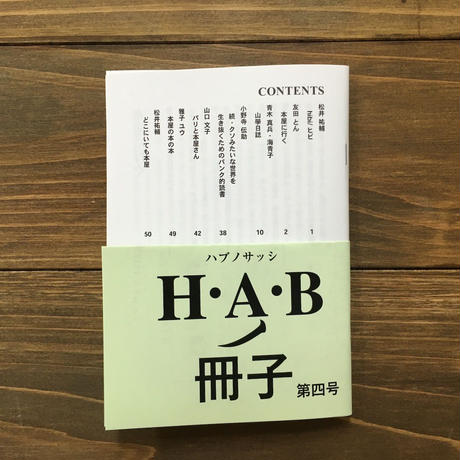 CONTENTS
松井 祐輔
hibi/ ヒビ
1
友田 とん
本屋に行く
2
青木 真兵・海青子
山學日誌
10
小野寺 伝助
続・クソみたいな世界を
生き抜くためのパンク的読書
38
山口 文子
パリと本屋さん
42
雅子 ユウ
本屋の本の本
49
松井祐輔
どこにいても本屋
50
ハブノサッシ
H・A・B
ノ
冊子 第四号